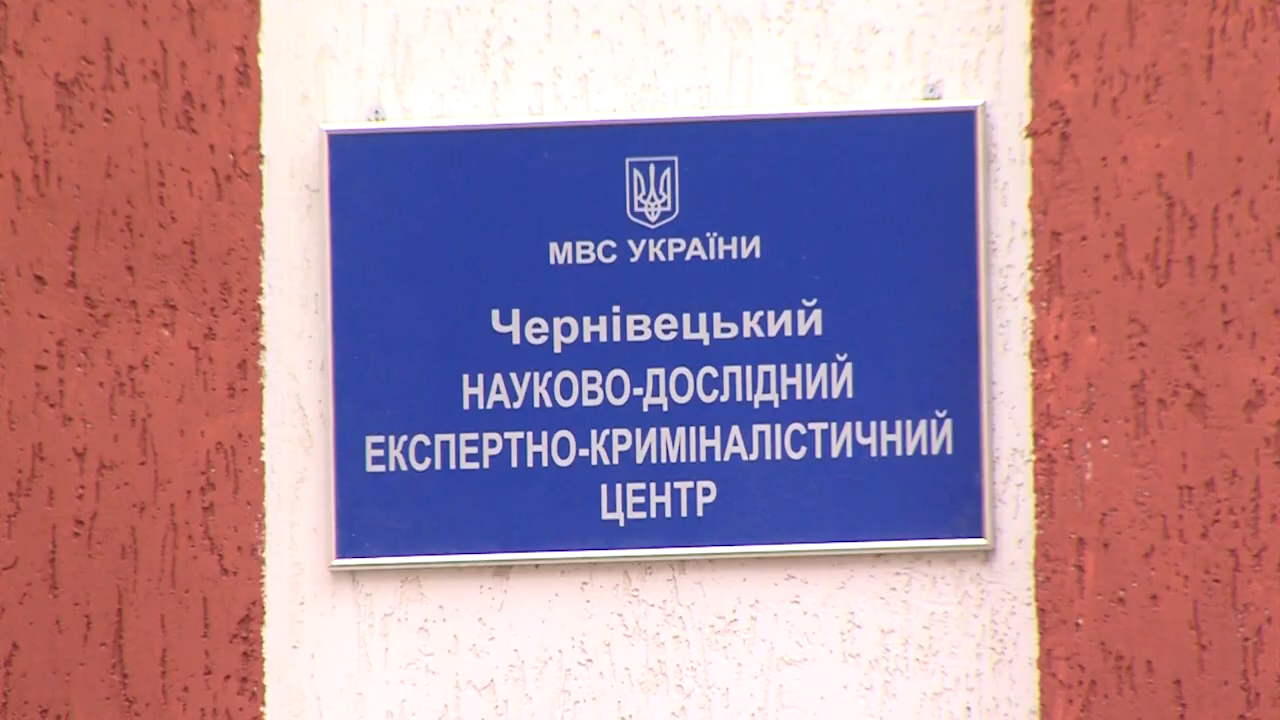 МВС УКРАЇНИ
Чернівецький
НАУКОВО-ДОСЛІДНИЙ
ЕКСПЕРТНО-КРИМІНАЛІСТИЧНИЙ
ЦЕНТР